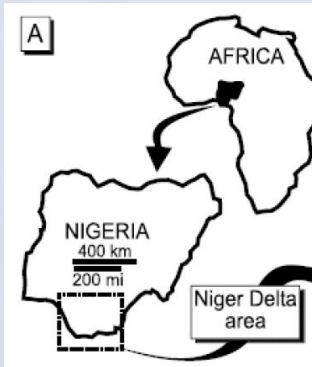 A
AFRICA
NIGERIA
400 km
200 mi
Niger Delta
area